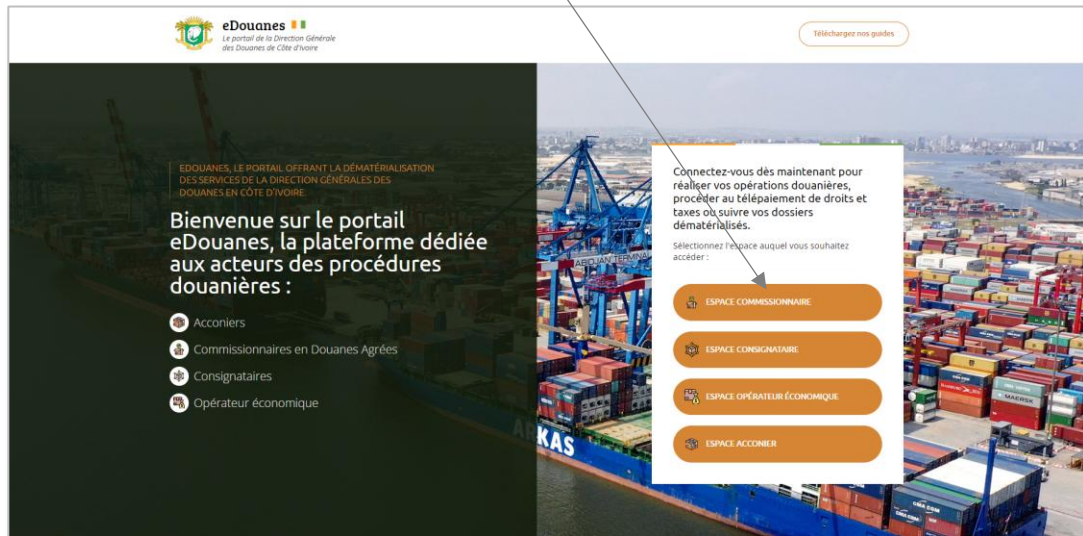 eDouanes
Le portail de la Direction Générale
des Douanes de Côte d'Ivoire
Téléchargez nos guides
EDOUANES, LE PORTAIL OFFRANT LA DÉMATÉRIALISATION
DES SERVICES DE LA DIRECTION GÉNÉRALES DES
DOUANES EN CÔTE D'IVOIRE.
Bienvenue sur le portail
eDouanes, la plateforme dédiée
aux acteurs des procédures
douanières :
Acconiers
Commissionnaires en Douanes Agrées
Consignataires
Opérateur économique
Connectez-vous dès maintenant pour
réaliser vos opérations douanières,
procéder au télépaiement de droits et
taxes ou suivre vos dossiers
dématérialisés.
Sélectionnez l'espace auquel vous souhaitez
accéder :
ESPACE COMMISSIONNAIRE
ESPACE CONSIGNATAIRE
ESPACE OPÉRATEUR ÉCONOMIQUE
ESPACE ACCONIER
ABIDJAN TERMINAL
ARKAS
MAERSK
CMA CGM